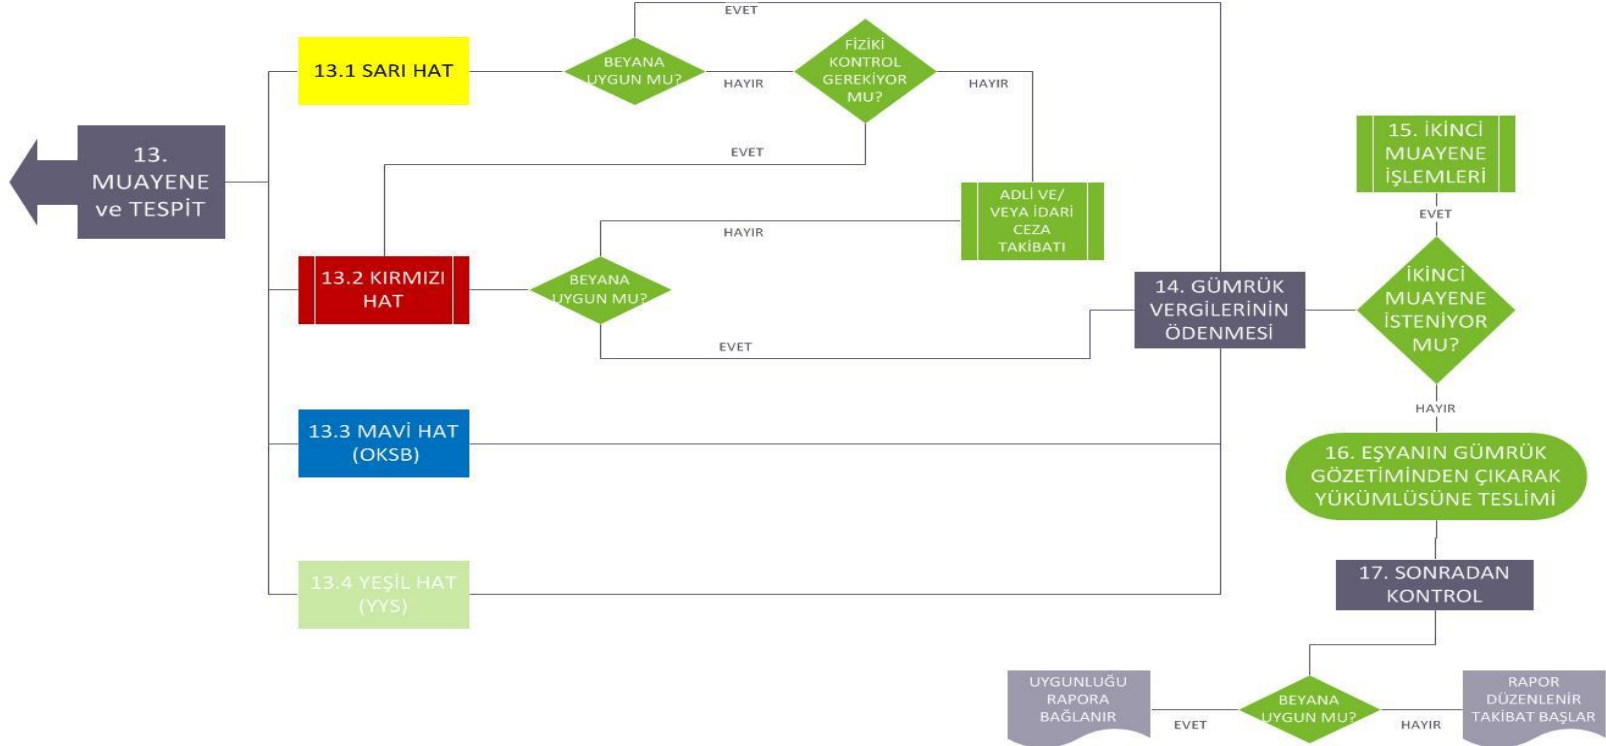 EVET
13.1 SARI HAT
BEYANA
UYGUN MU?
HAYIR
FİZİKİ
KONTROL
GEREKİYOR
MU?
HAYIR
13.
MUAYENE
ve TESPİT
EVET
15. İKİNCİ
MUAYENE
İŞLEMLERİ
EVET
ADLİ VE/
VEYA İDARİ
CEZA
TAKİBATI
HAYIR
13.2 KIRMIZI
HAT
BEYANA
UYGUN MU?
14. GÜMRÜK
VERGİLERİNİN
ÖDENMESİ
İKİNCİ
MUAYENE
İSTENİYOR
MU?
EVET
HAYIR
13.3 MAVİ HAT
(OKSB)
16. EŞYANIN GÜMRÜK
GÖZETİMİNDEN ÇIKARAK
YÜKÜMLÜSÜNE TESLİMİ
13.4 YEŞİL HAT
(YYS)
17. SONRADAN
KONTROL
UYGUNLUĞU
RAPORA
BAĞLANIR
EVET
BEYANA
UYGUN MU?
HAYIR
RAPOR
DÜZENLENİR
TAKİBAT BAŞLAR